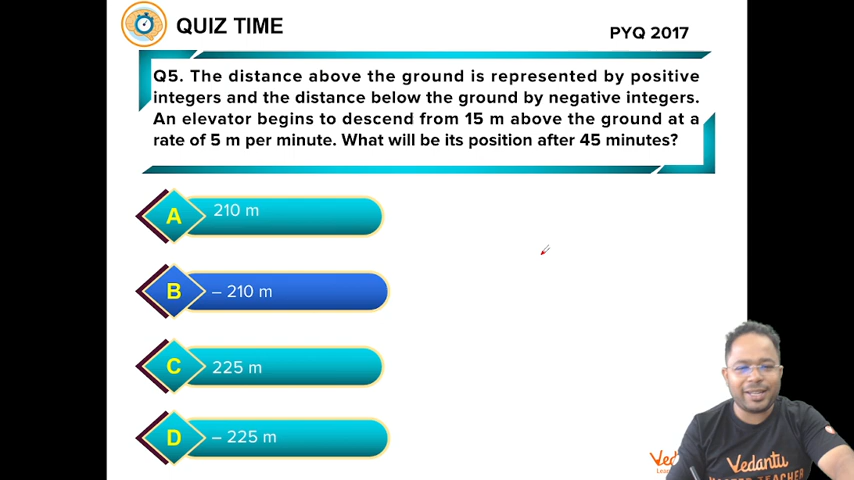 QUIZ TIME
PYQ 2017
Q5. The distance above the ground is represented by positive
integers and the distance below the ground by negative integers.
An elevator begins to descend from 15 m above the ground at a
rate of 5 m per minute. What will be its position after 45 minutes?
A 210 m
B – 210 m
C 225 m
D – 225 m
Vedantu